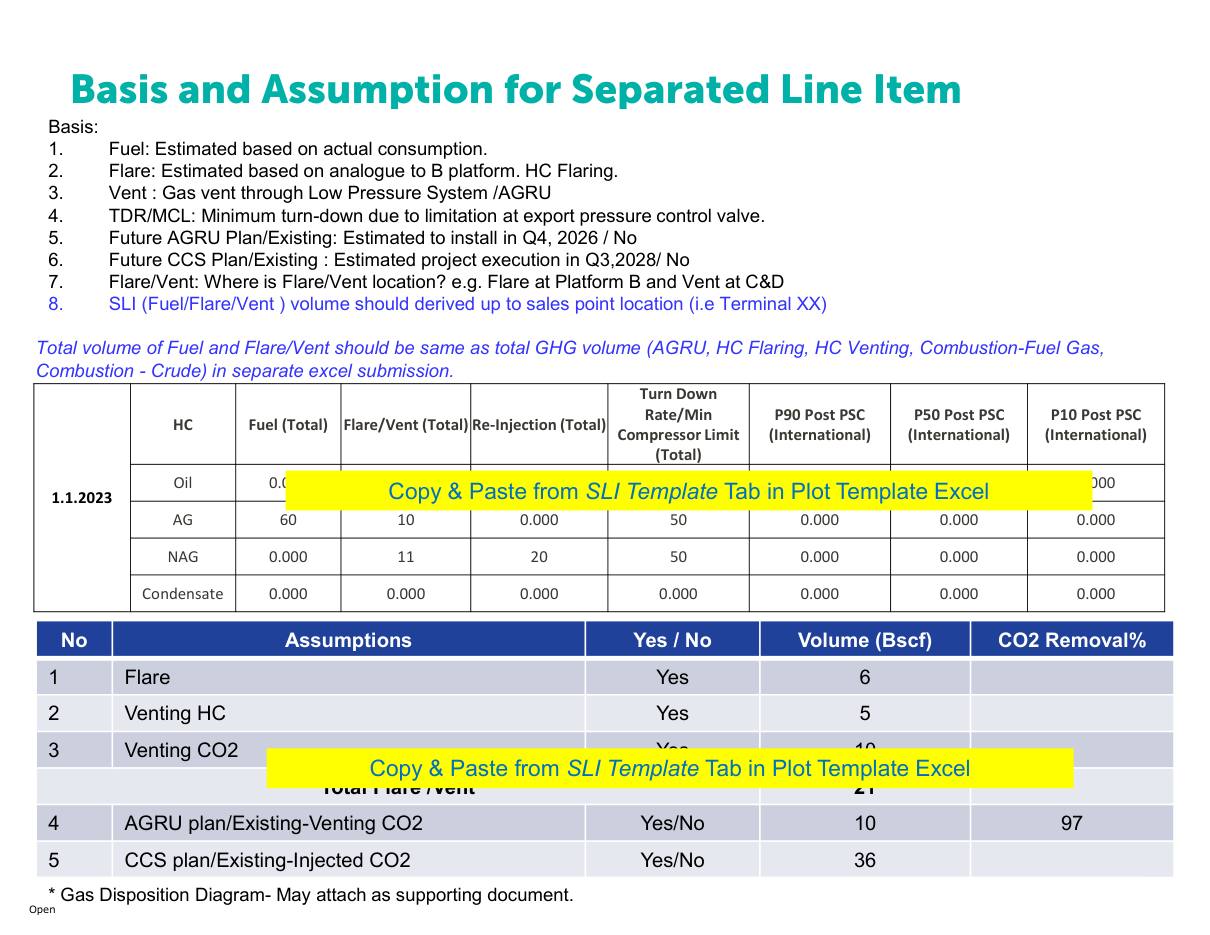 Basis and Assumption for Separated Line Item
Basis:
1. Fuel: Estimated based on actual consumption.
2. Flare: Estimated based on analogue to B platform. HC Flaring.
3. Vent : Gas vent through Low Pressure System /AGRU
4. TDR/MCL: Minimum turn-down due to limitation at export pressure control valve.
5. Future AGRU Plan/Existing: Estimated to install in Q4, 2026 / No
6. Future CCS Plan/Existing : Estimated project execution in Q3,2028/ No
7. Flare/Vent: Where is Flare/Vent location? e.g. Flare at Platform B and Vent at C&D
8. SLI (Fuel/Flare/Vent ) volume should derived up to sales point location (i.e Terminal XX)
Total volume of Fuel and Flare/Vent should be same as total GHG volume (AGRU, HC Flaring, HC Venting, Combustion-Fuel Gas,
Combustion - Crude) in separate excel submission.
1.1.2023
HC Fuel (Total) Flare/Vent (Total) Re-Injection (Total) Turn Down Rate/Min Compressor Limit (Total) P90 Post PSC (International) P50 Post PSC (International) P10 Post PSC (International)
Oil
Copy & Paste from SLI Template Tab in Plot Template Excel
AG 60 10 0.000 50 0.000 0.000 0.000
NAG 0.000 11 20 50 0.000 0.000 0.000
Condensate 0.000 0.000 0.000 0.000 0.000 0.000 0.000
No Assumptions Yes / No Volume (Bscf) CO2 Removal%
1 Flare Yes 6
2 Venting HC Yes 5
3 Venting CO2 Yes 10
Copy & Paste from SLI Template Tab in Plot Template Excel
Total Flare /Vent 21
4 AGRU plan/Existing-Venting CO2 Yes/No 10 97
5 CCS plan/Existing-Injected CO2 Yes/No 36
* Gas Disposition Diagram- May attach as supporting document.
Open